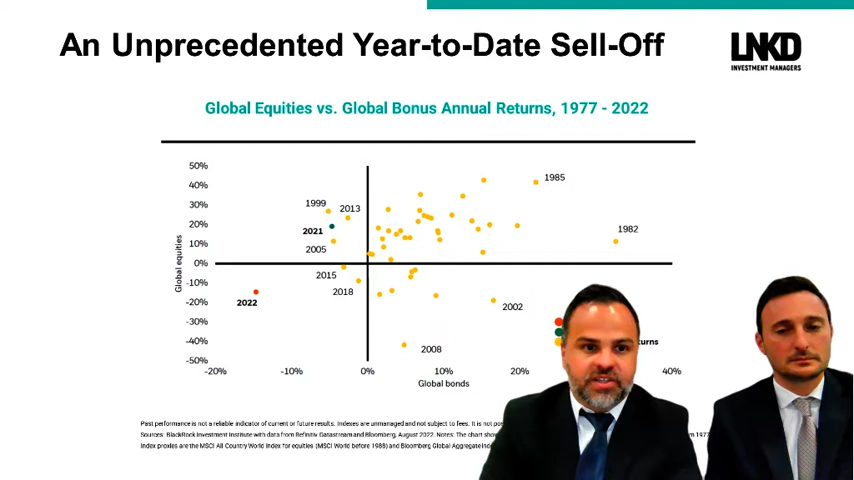 An Unprecedented Year-to-Date Sell-Off
LNKD
INVESTMENT MANAGERS
Global Equities vs. Global Bonus Annual Returns, 1977 - 2022
50%
40%
30%
20%
10%
0%
-10%
-20%
-30%
-40%
-50%
Global equities
1985
1999
2013
2021
1982
2005
2015
2018
2022
2002
2008
urns
-20%
-10%
0%
10%
20%
40%
Global bonds
Past performance is not a reliable indicator of current or future results. Indexes are unmanaged and not subject to fees. It is not
Sources: BlackRock Investment Institute with data from Refinitiv Datastream and Bloomberg, August 2022. Notes: The chart 1977
Index proxies are the MSCI All Country World Index for equities (MSCI World before 1988) and Bloomberg Global Aggregate